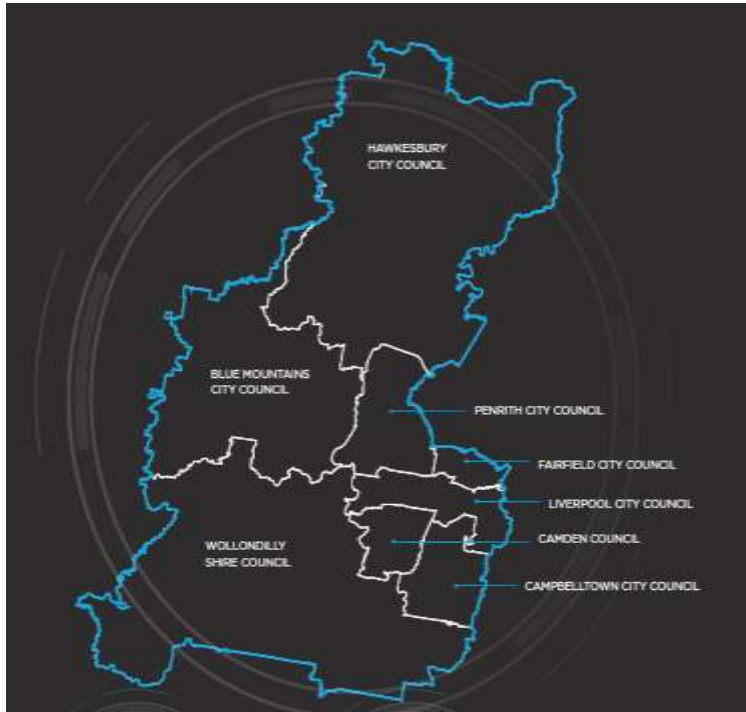 HAWKESBURY
CITY COUNCIL
BLUE MOUNTAINS
CITY COUNCIL
PENRITH CITY COUNCIL
FAIRFIELD CITY COUNCIL
LIVERPOOL CITY COUNCIL
CAMDEN COUNCIL
WOLLONDILLY
SHIRE COUNCIL
CAMPBELLTOWN CITY COUNCIL